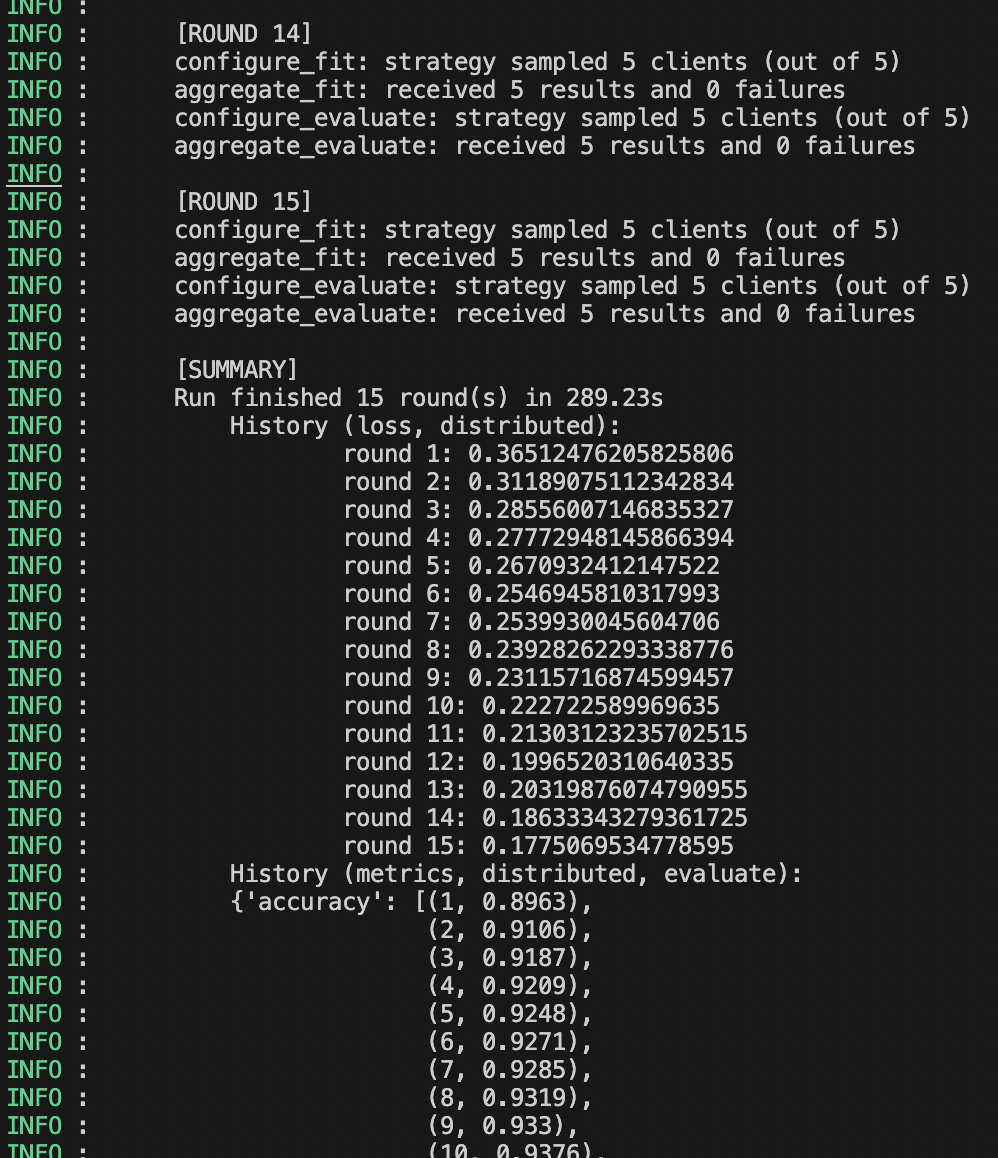 INFO :
INFO : [ROUND 14]
INFO : configure_fit: strategy sampled 5 clients (out of 5)
INFO : aggregate_fit: received 5 results and 0 failures
INFO : configure_evaluate: strategy sampled 5 clients (out of 5)
INFO : aggregate_evaluate: received 5 results and 0 failures
INFO :
INFO : [ROUND 15]
INFO : configure_fit: strategy sampled 5 clients (out of 5)
INFO : aggregate_fit: received 5 results and 0 failures
INFO : configure_evaluate: strategy sampled 5 clients (out of 5)
INFO : aggregate_evaluate: received 5 results and 0 failures
INFO :
INFO : [SUMMARY]
INFO : Run finished 15 round(s) in 289.23s
INFO : History (loss, distributed):
INFO : round 1: 0.36512476205825806
INFO : round 2: 0.31189075112342834
INFO : round 3: 0.28556007146835327
INFO : round 4: 0.27772948145866394
INFO : round 5: 0.2670932412147522
INFO : round 6: 0.2546945810317993
INFO : round 7: 0.2539930045604706
INFO : round 8: 0.23928262293338776
INFO : round 9: 0.23115716874599457
INFO : round 10: 0.222722589969635
INFO : round 11: 0.21303123235702515
INFO : round 12: 0.1996520310640335
INFO : round 13: 0.20319876074790955
INFO : round 14: 0.18633343279361725
INFO : round 15: 0.1775069534778595
INFO : History (metrics, distributed, evaluate):
INFO : {'accuracy': [(1, 0.8963),
INFO : (2, 0.9106),
INFO : (3, 0.9187),
INFO : (4, 0.9209),
INFO : (5, 0.9248),
INFO : (6, 0.9271),
INFO : (7, 0.9285),
INFO : (8, 0.9319),
INFO : (9, 0.933),
INFO : (10, 0.9376),